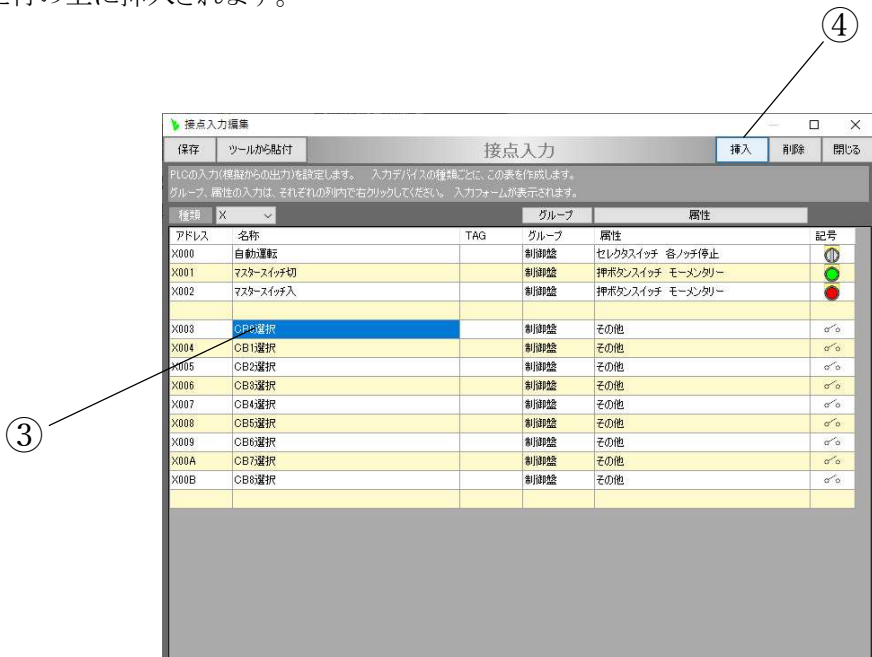 上に挿入されます。
④
接点入力編集
保存 ツールから貼付 接点入力 挿入 削除 閉じる
PLCの入力(模擬からの出力)を設定します。 入力デバイスの種類ごとに、この表を作成します。
グループ、属性の入力は、それぞれの列内で右クリックしてください。 入力フォームが表示されます。
種類 X グループ 属性
アドレス 名称 TAG グループ 属性 記号
X000 自動運転 制御盤 セレクタスイッチ 各ノッチ停止
X001 マスタースイッチ切 制御盤 押ボタンスイッチ モーメンタリー
X002 マスタースイッチ入 制御盤 押ボタンスイッチ モーメンタリー
X003 CB0選択 制御盤 その他
X004 CB1選択 制御盤 その他
X005 CB2選択 制御盤 その他
X006 CB3選択 制御盤 その他
X007 CB4選択 制御盤 その他
X008 CB5選択 制御盤 その他
X009 CB6選択 制御盤 その他
X00A CB7選択 制御盤 その他
X00B CB8選択 制御盤 その他
③